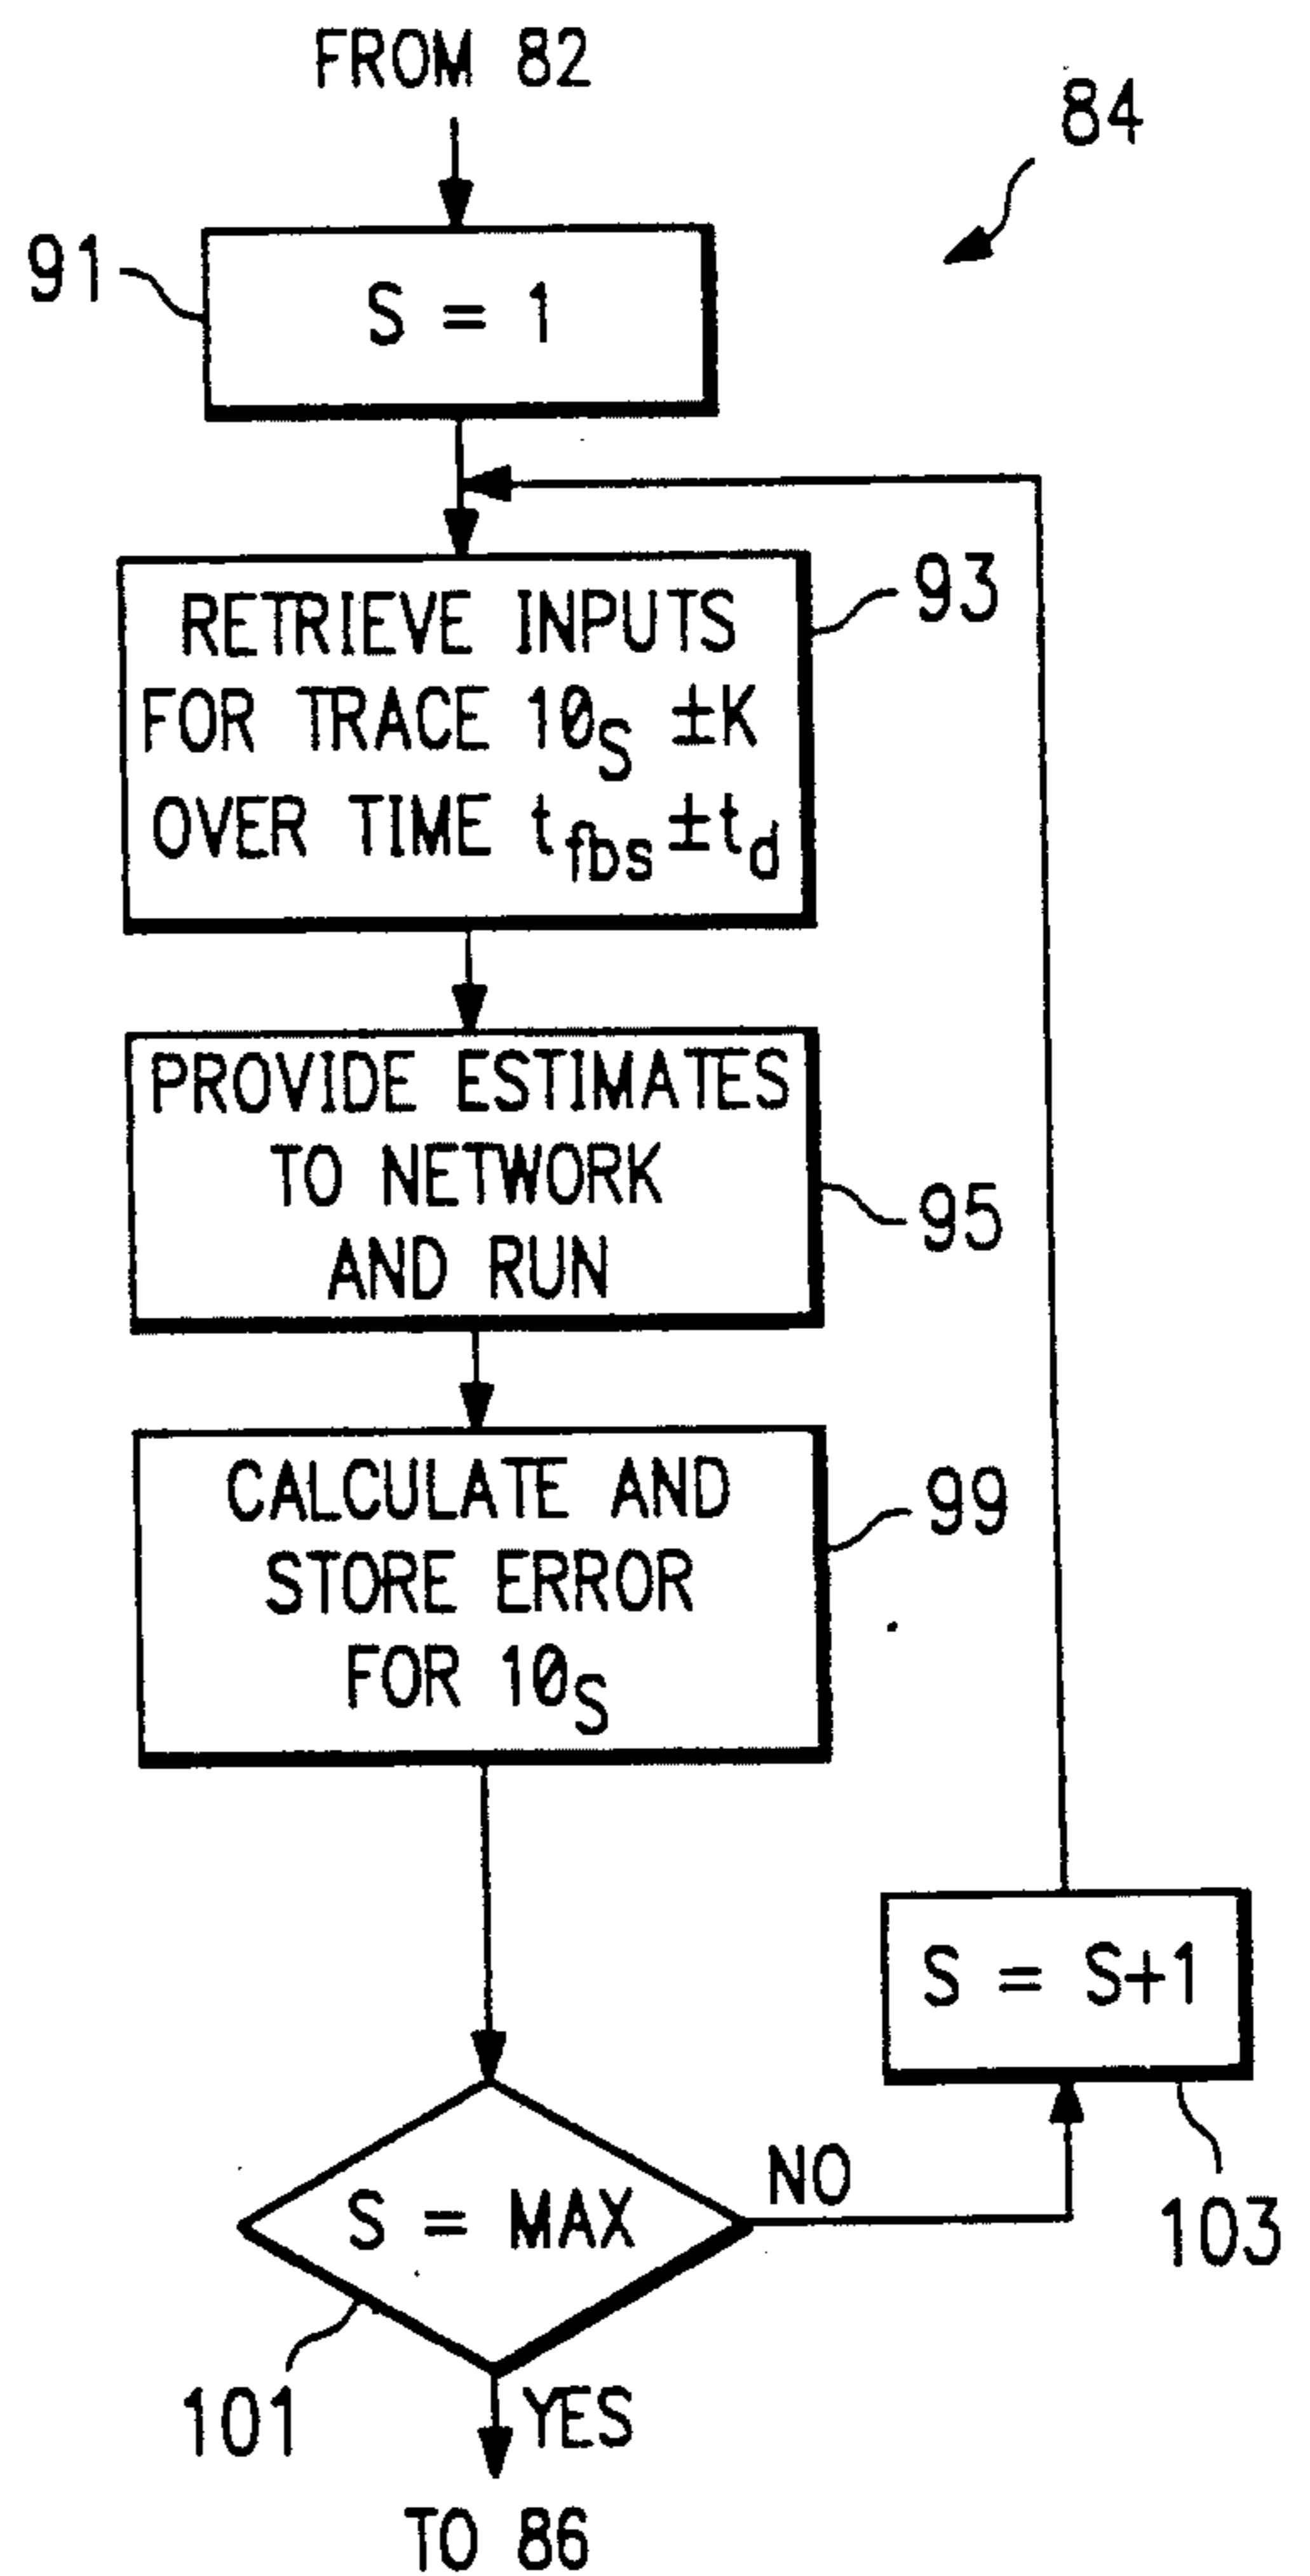 FROM 82
84
91
S = 1
RETRIEVE INPUTS
FOR TRACE 10S ±K
OVER TIME tfbs ±td
93
PROVIDE ESTIMATES
TO NETWORK
AND RUN
95
CALCULATE AND
STORE ERROR
FOR 10S
99
S = S+1
103
S = MAX
NO
101
YES
TO 86